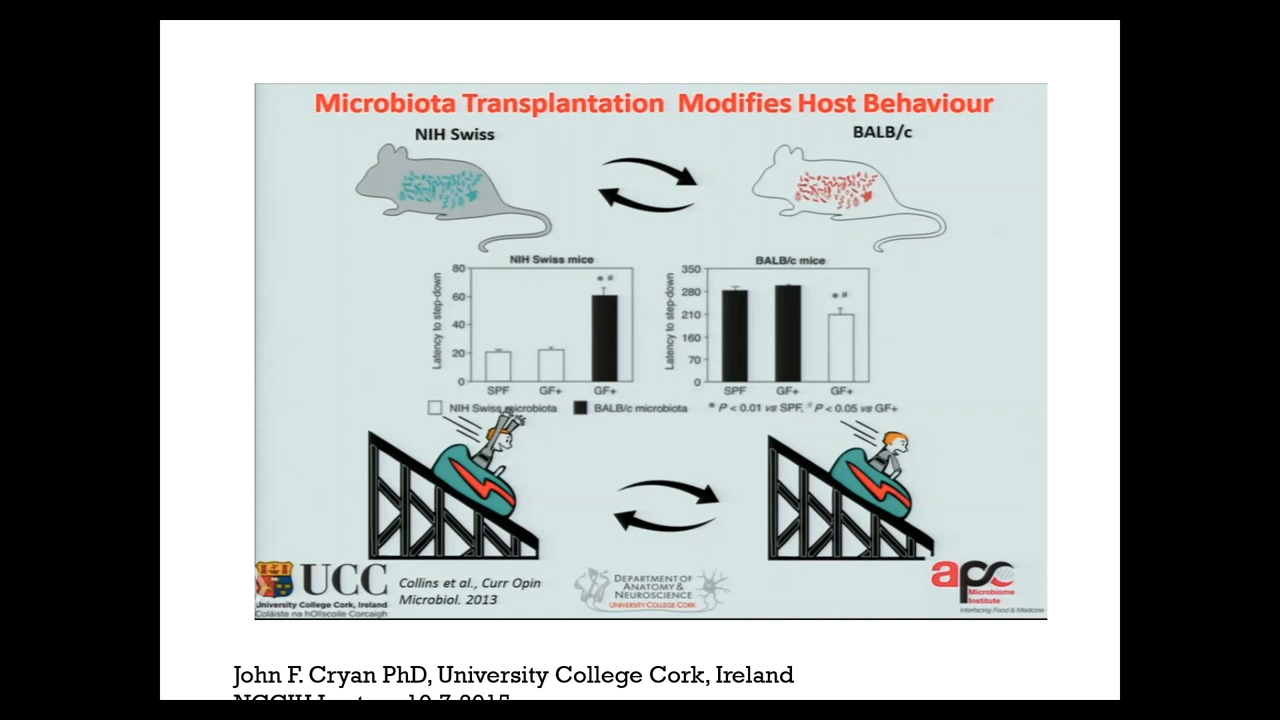 Microbiota Transplantation Modifies Host Behaviour
NIH Swiss
BALB/c
NIH Swiss mice
80
60
40
20
0
Latency to step-down
* #
SPF
GF+
GF+
BALB/c mice
350
280
210
160
70
0
Latency to step-down
* #
SPF
GF+
GF+
NIH Swiss microbiota
BALB/c microbiota
* P < 0.01 vs SPF, # P < 0.05 vs GF+
UCC
University College Cork, Ireland
Coláiste na hOllscoile Corcaigh
Collins et al., Curr Opin
Microbiol. 2013
DEPARTMENT OF
ANATOMY &
NEUROSCIENCE
UNIVERSITY COLLEGE CORK
apc
Microbiome
Institute
Interfacing Food & Medicine
John F. Cryan PhD, University College Cork, Ireland